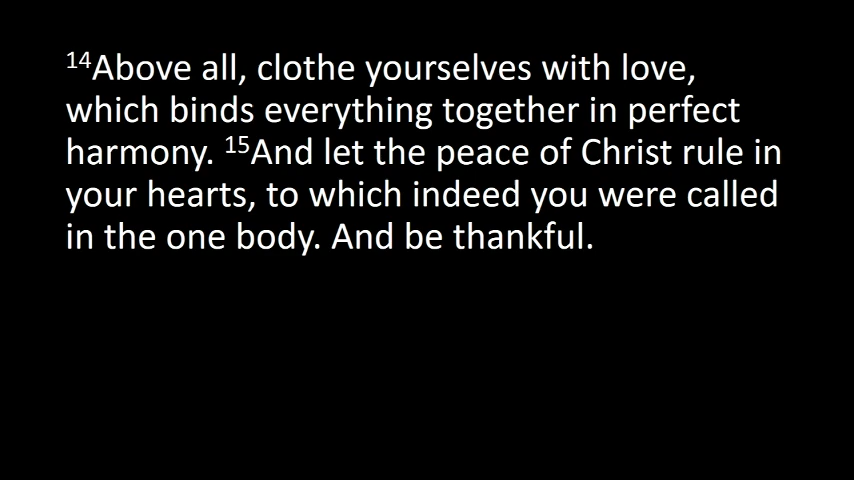 ¹⁴Above all, clothe yourselves with love,
which binds everything together in perfect
harmony. ¹⁵And let the peace of Christ rule in
your hearts, to which indeed you were called
in the one body. And be thankful.